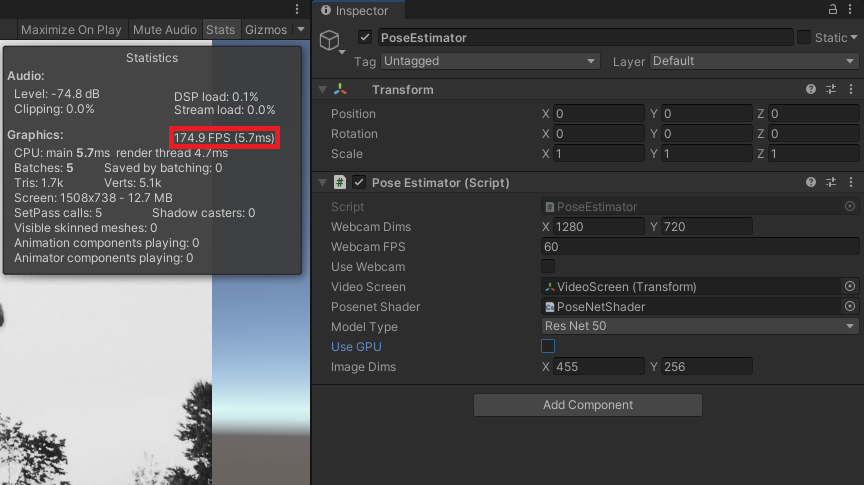 Maximize On Play Mute Audio Stats Gizmos
Statistics
Audio:
Level: -74.8 dB DSP load: 0.1%
Clipping: 0.0% Stream load: 0.0%
Graphics: 174.9 FPS (5.7ms)
CPU: main 5.7ms render thread 4.7ms
Batches: 5 Saved by batching: 0
Tris: 1.7k Verts: 5.1k
Screen: 1508x738 - 12.7 MB
SetPass calls: 5 Shadow casters: 0
Visible skinned meshes: 0
Animation components playing: 0
Animator components playing: 0
Inspector
PoseEstimator Static
Tag Untagged Layer Default
Transform
Position X 0 Y 0 Z 0
Rotation X 0 Y 0 Z 0
Scale X 1 Y 1 Z 1
# Pose Estimator (Script)
Script PoseEstimator
Webcam Dims X 1280 Y 720
Webcam FPS 60
Use Webcam
Video Screen VideoScreen (Transform)
Posenet Shader PoseNetShader
Model Type Res Net 50
Use GPU
Image Dims X 455 Y 256
Add Component